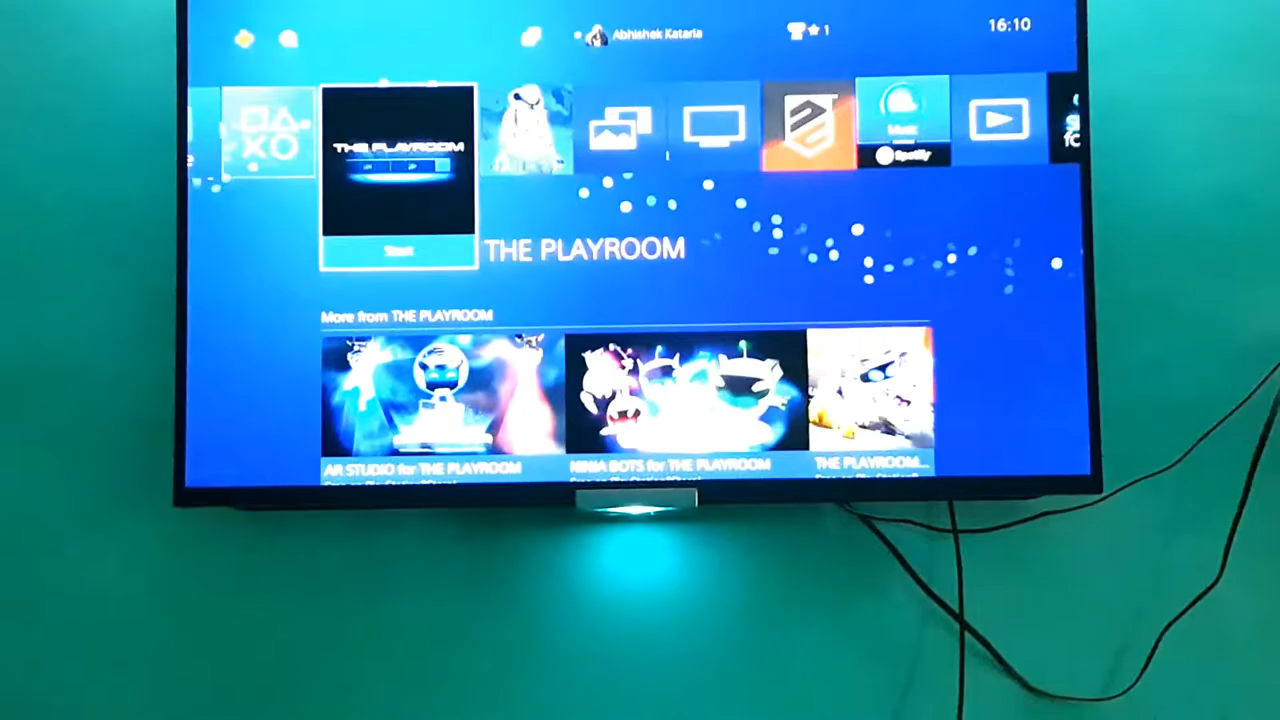 Abhishek Kataria
1
16:10
THE PLAYROOM
Music
Spotify
Start
THE PLAYROOM
More from THE PLAYROOM
AR STUDIO for THE PLAYROOM
NINJA BOTS for THE PLAYROOM
THE PLAYROOM...